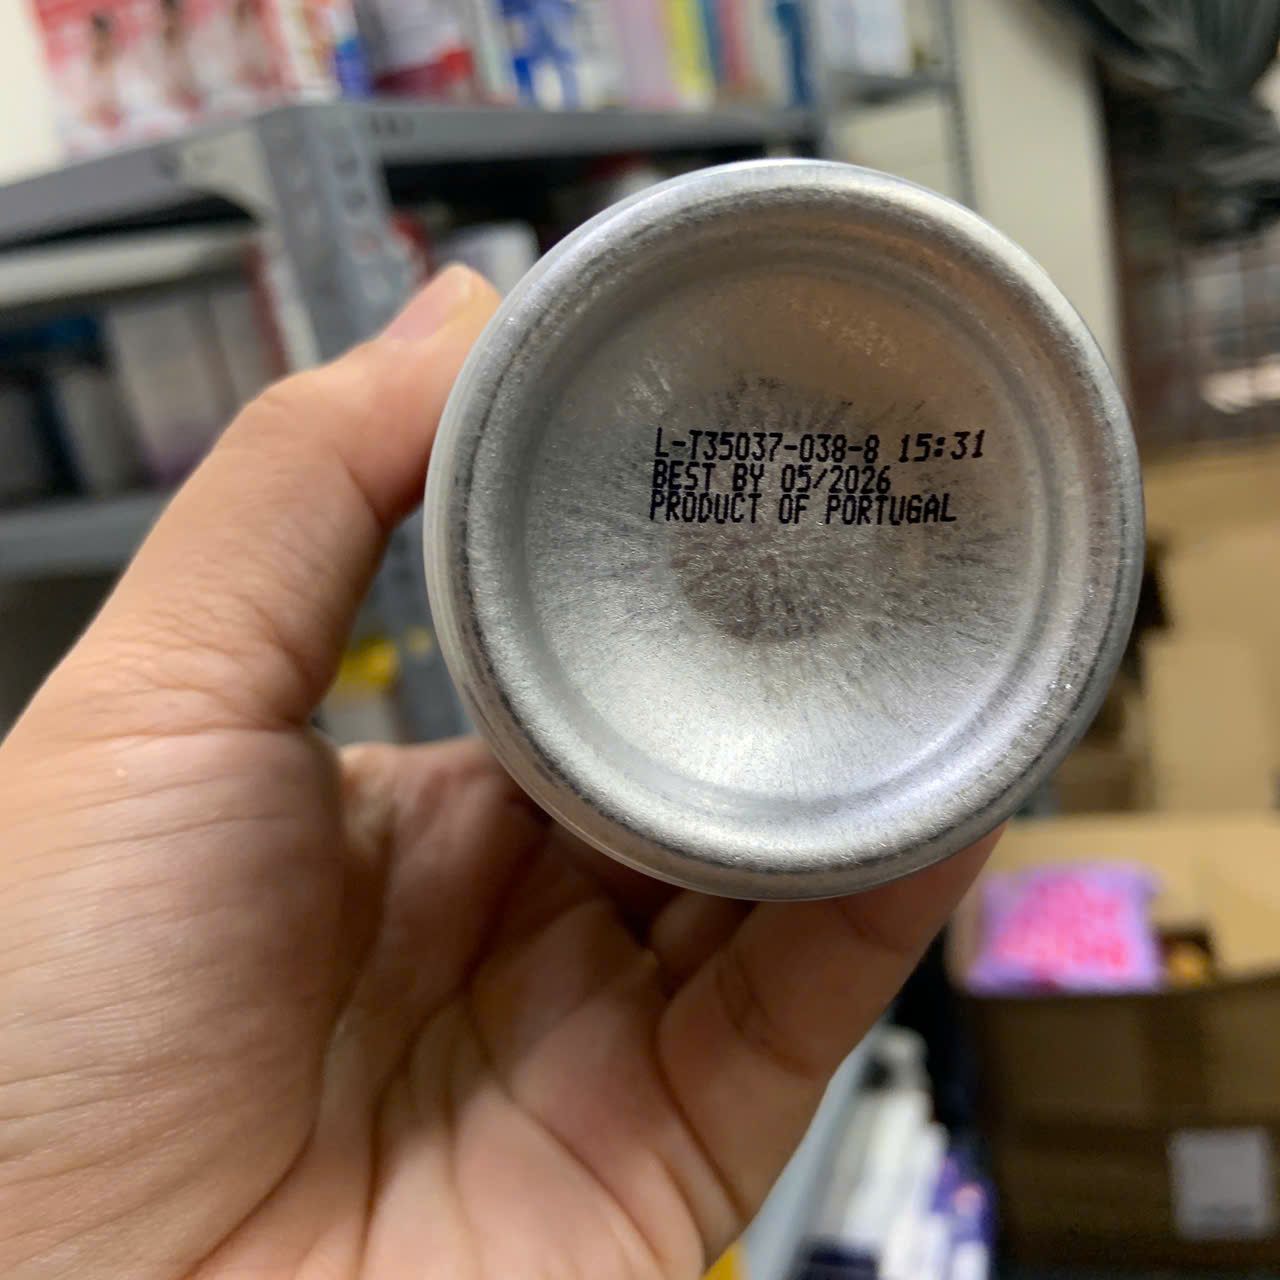 L-T35037-038-8 15:31
BEST BY 05/2026
PRODUCT OF PORTUGAL